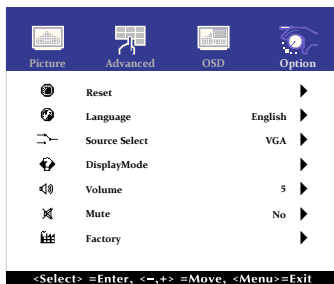 Picture Advanced OSD Option
Reset
Language English
Source Select VGA
DisplayMode
Volume 5
Mute No
Factory
<Select> =Enter, <−,+> =Move, <Menu>=Exit